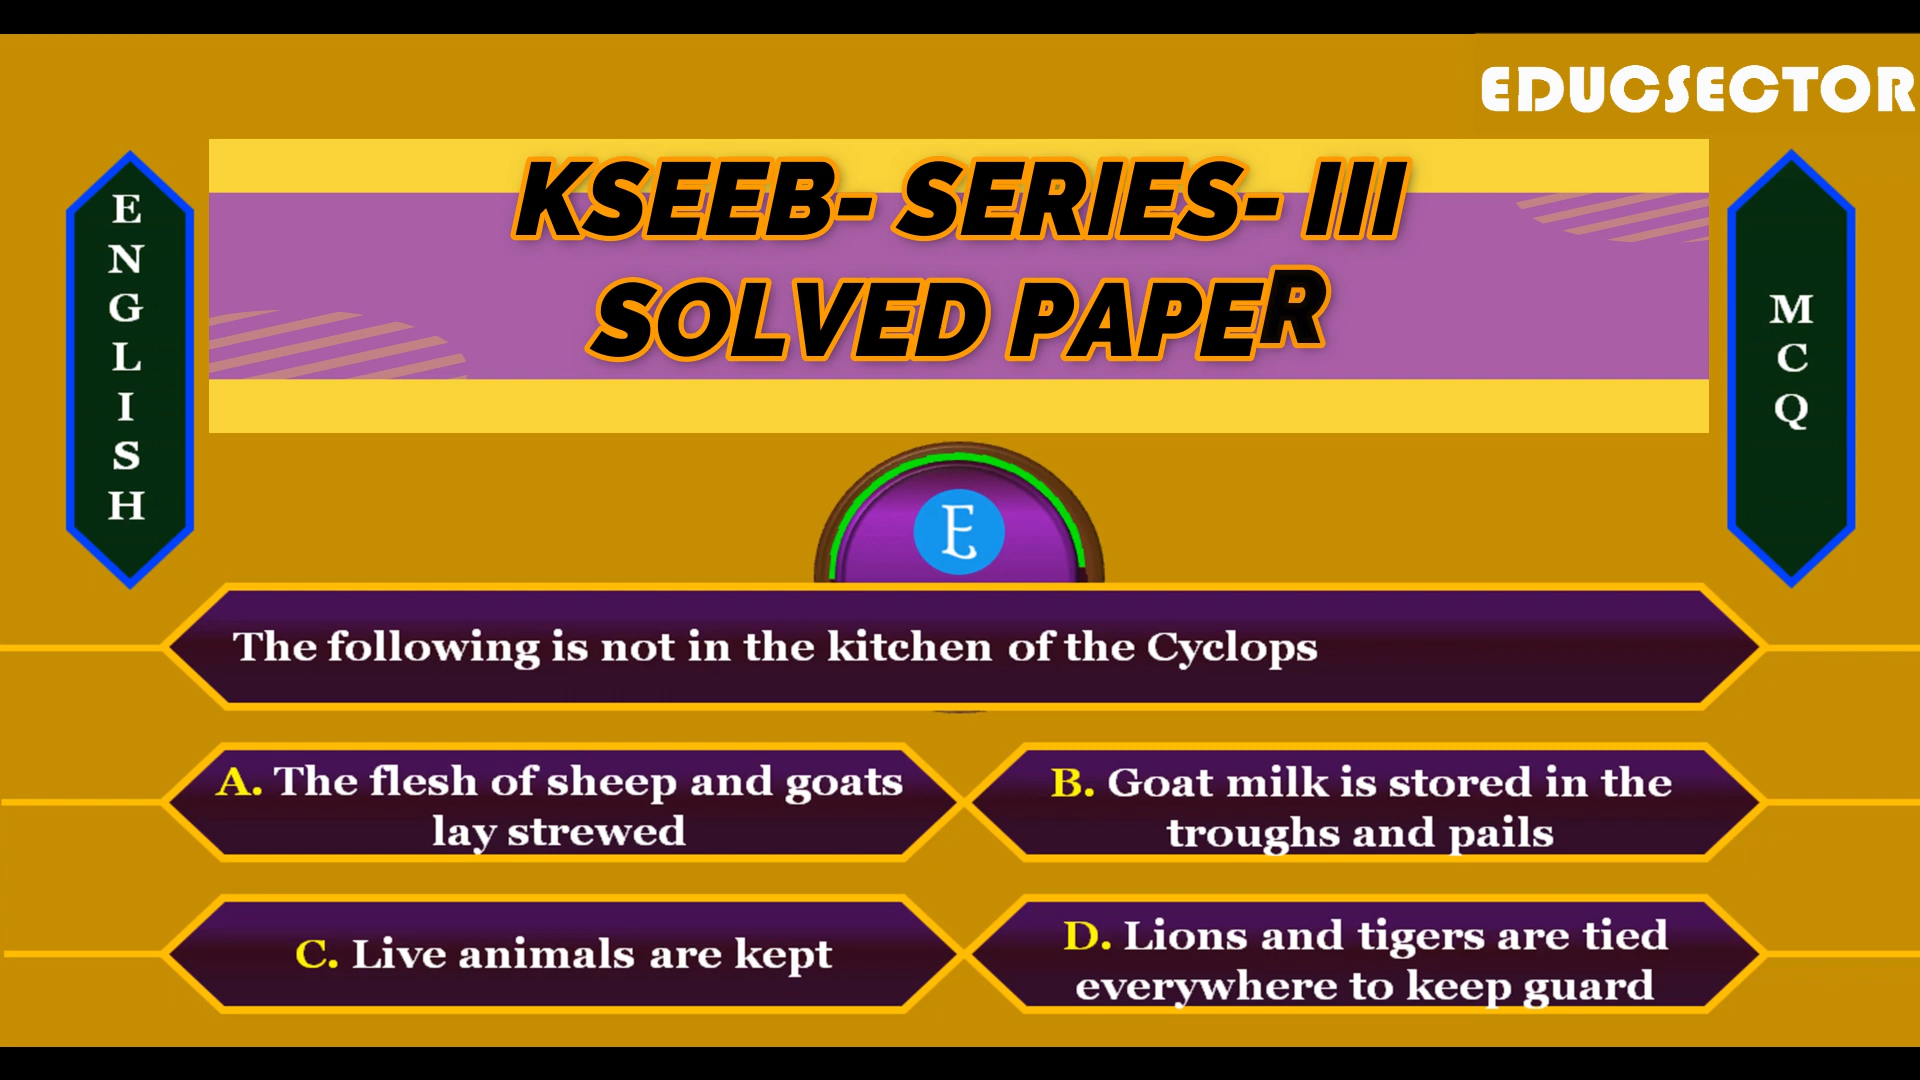 EDUCSECTOR
KSEEB- SERIES- III
SOLVED PAPER
E
N
G
L
I
S
H
M
C
Q
E
The following is not in the kitchen of the Cyclops
A. The flesh of sheep and goats
lay strewed
B. Goat milk is stored in the
troughs and pails
C. Live animals are kept
D. Lions and tigers are tied
everywhere to keep guard